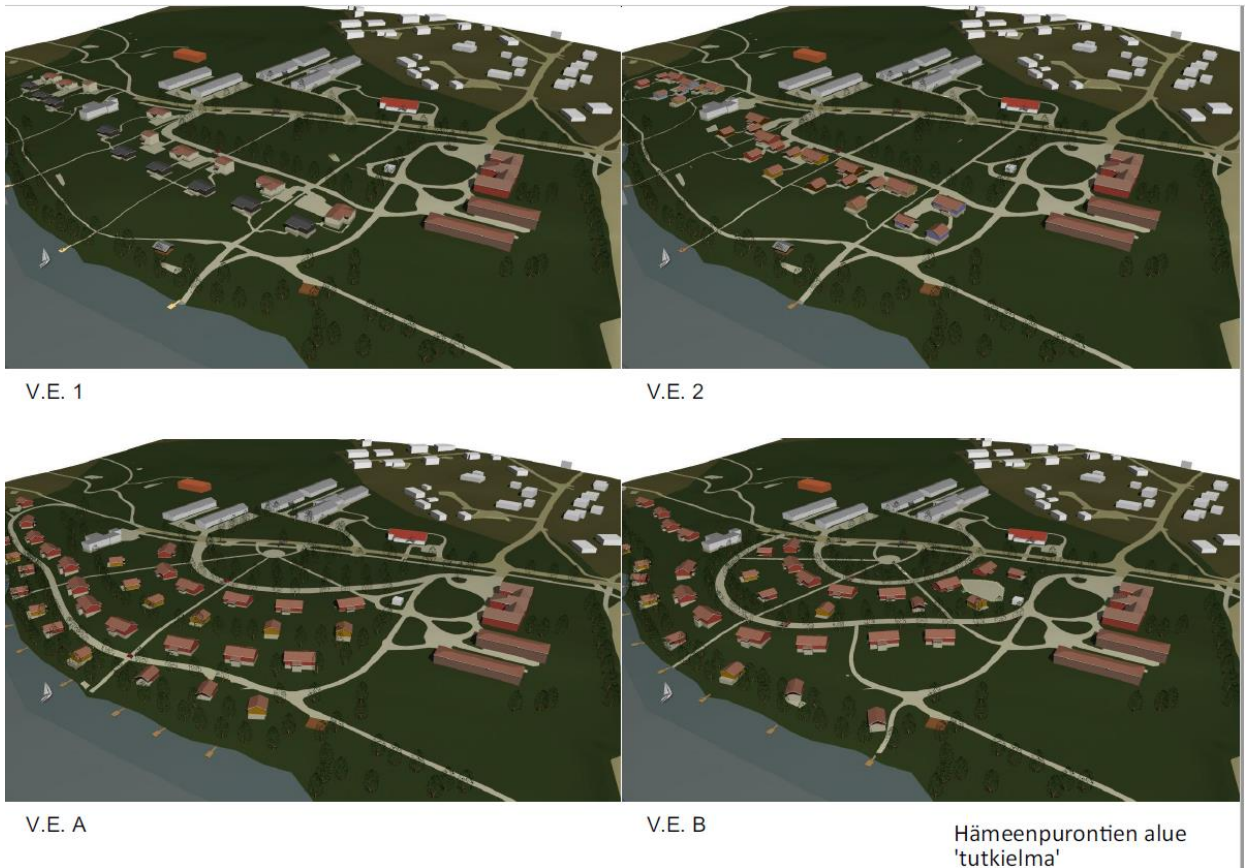 V.E. 1
V.E. 2
V.E. A
V.E. B
Hämeenpurontien alue
'tutkielma'